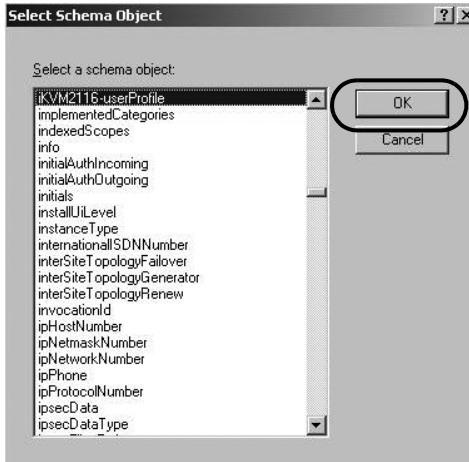 Select Schema Object
Select a schema object:
iKVM2116-userProfile
implementedCategories
indexedScopes
info
initialAuthIncoming
initialAuthOutgoing
initials
installUiLevel
instanceType
internationalISDNNumber
interSiteTopologyFailover
interSiteTopologyGenerator
interSiteTopologyRenew
invocationId
ipHostNumber
ipNetmaskNumber
ipNetworkNumber
ipPhone
ipProtocolNumber
ipsecData
ipsecDataType
OK
Cancel